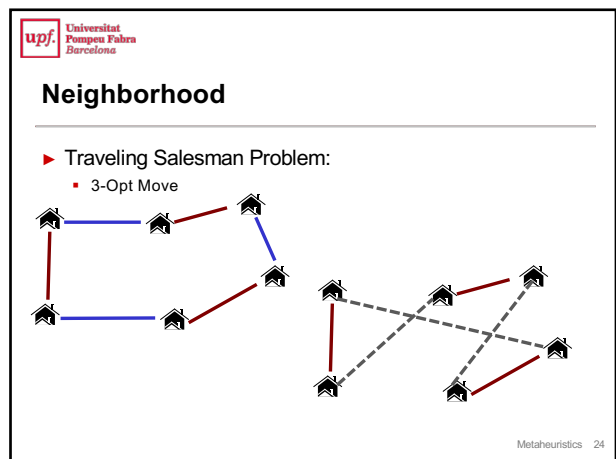 upf.
Universitat
Pompeu Fabra
Barcelona
Neighborhood
► Traveling Salesman Problem:
▪ 3-Opt Move
Metaheuristics 24